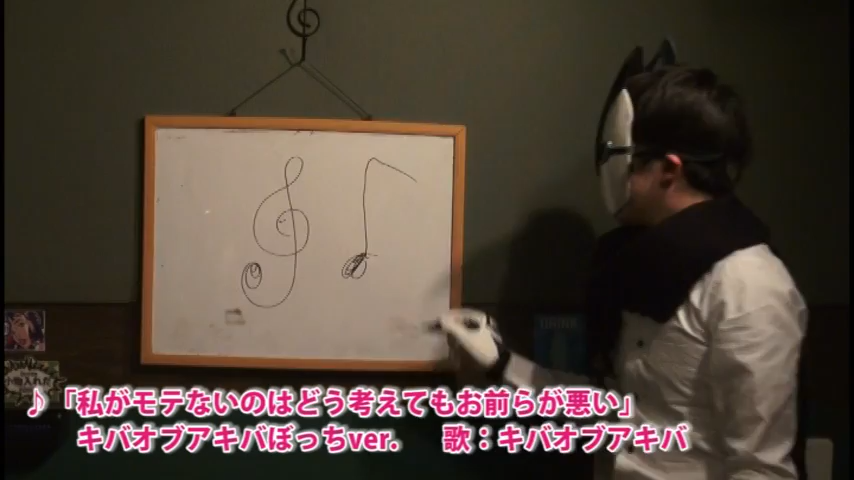 ♪「私がモテないのはどう考えてもお前らが悪い」
キバオブアキバぼっちver. 歌：キバオブアキバ